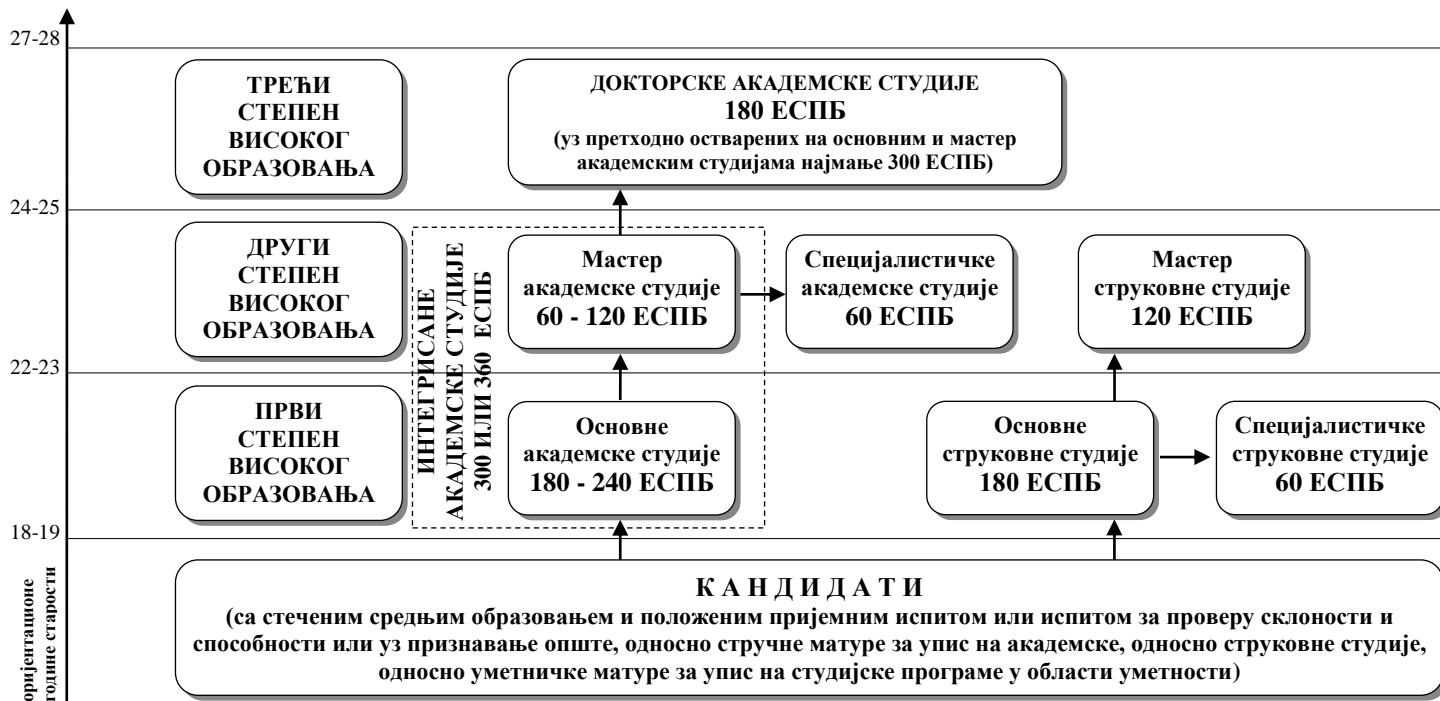 27-28
ТРЕЋИ
СТЕПЕН
ВИСОКОГ
ОБРАЗОВАЊА
ДОКТОРСКЕ АКАДЕМСКЕ СТУДИЈЕ
180 ЕСПБ
(уз претходно остварених на основним и мастер
академским студијама најмање 300 ЕСПБ)
24-25
ДРУГИ
СТЕПЕН
ВИСОКОГ
ОБРАЗОВАЊА
ИНТЕГРИСАНЕ
АКАДЕМСКЕ СТУДИЈЕ
300 ИЛИ 360 ЕСПБ
Мастер
академске студије
60 - 120 ЕСПБ
Специјалистичке
академске студије
60 ЕСПБ
Мастер
струковне студије
120 ЕСПБ
22-23
ПРВИ
СТЕПЕН
ВИСОКОГ
ОБРАЗОВАЊА
Основне
академске студије
180 - 240 ЕСПБ
Основне
струковне студије
180 ЕСПБ
Специјалистичке
струковне студије
60 ЕСПБ
18-19
оријентационе
године старости
К А Н Д И Д А Т И
(са стеченим средњим образовањем и положеним пријемним испитом или испитом за проверу склоности и
способности или уз признавање опште, односно стручне матуре за упис на академске, односно струковне студије,
односно уметничке матуре за упис на студијске програме у области уметности)